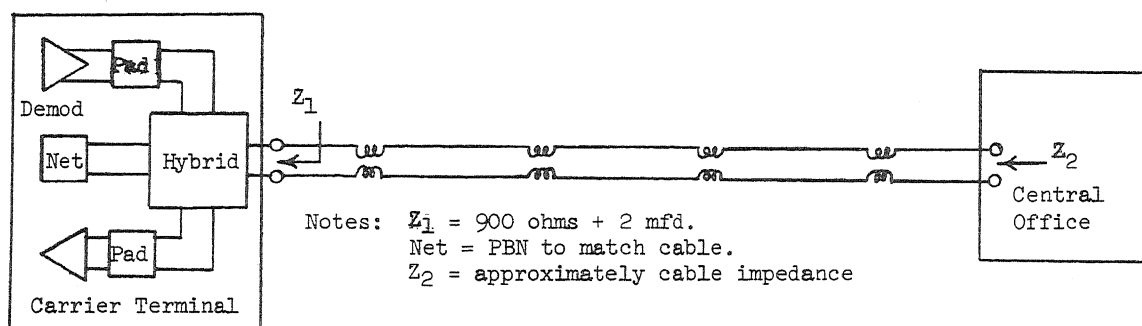 Pad
Demod
Net
Hybrid
Pad
Carrier Terminal
Z1
Z2
Central
Office
Notes: Z1 = 900 ohms + 2 mfd.
Net = PBN to match cable.
Z2 = approximately cable impedance